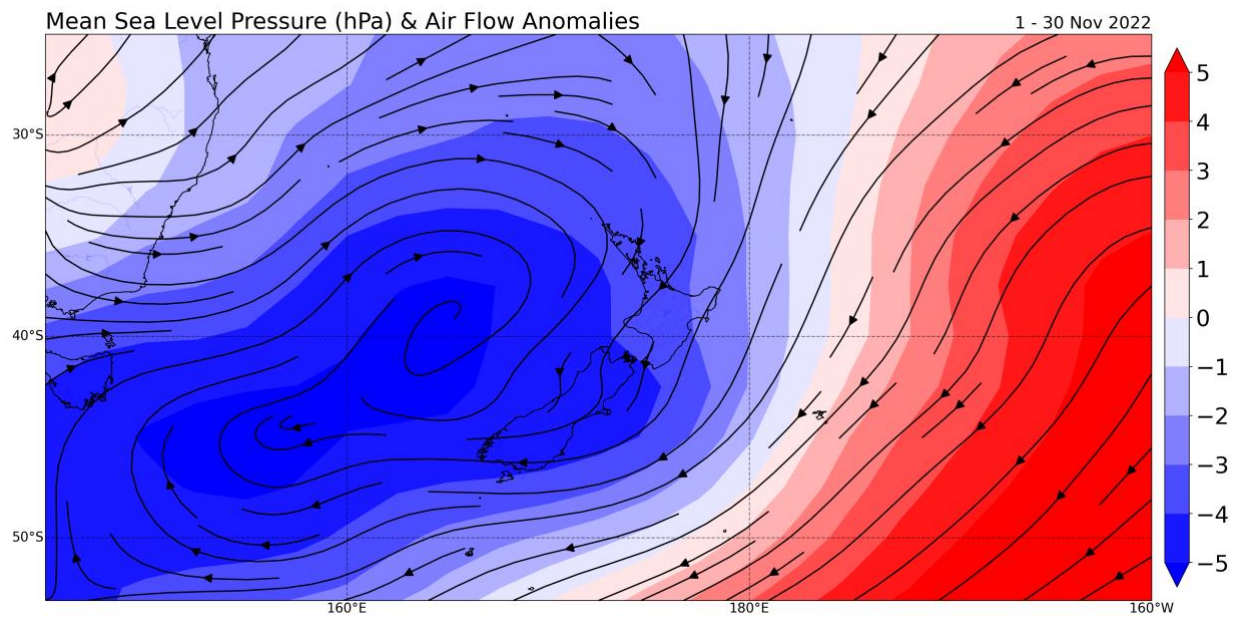 Mean Sea Level Pressure (hPa) & Air Flow Anomalies
1 - 30 Nov 2022
5
4
3
2
1
0
−1
−2
−3
−4
−5
30°S
40°S
50°S
160°E
180°E
160°W